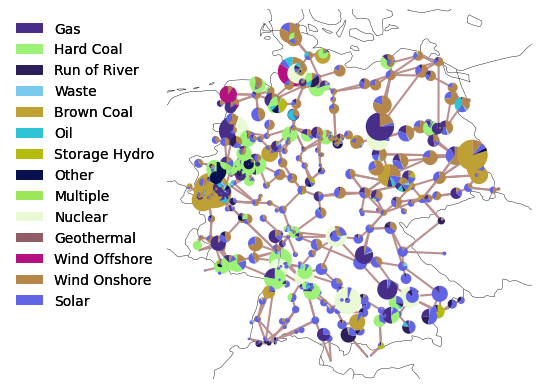 Gas
Hard Coal
Run of River
Waste
Brown Coal
Oil
Storage Hydro
Other
Multiple
Nuclear
Geothermal
Wind Offshore
Wind Onshore
Solar